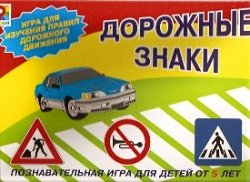 ИГРА ДЛЯ
ИЗУЧЕНИЯ ПРАВИЛ
ДОРОЖНОГО
ДВИЖЕНИЯ
ДОРОЖНЫЕ
ЗНАКИ
ПОЗНАВАТЕЛЬНАЯ ИГРА ДЛЯ ДЕТЕЙ ОТ 5 ЛЕТ